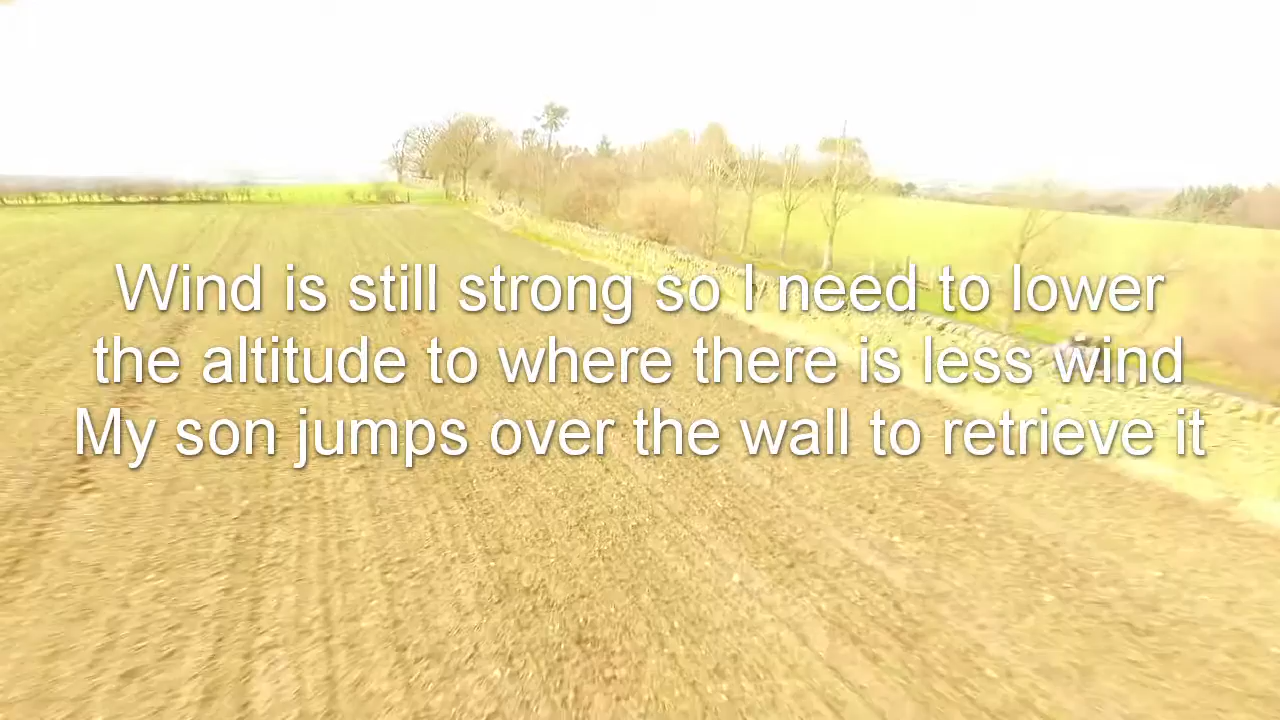 Wind is still strong so I need to lower
the altitude to where there is less wind
My son jumps over the wall to retrieve it